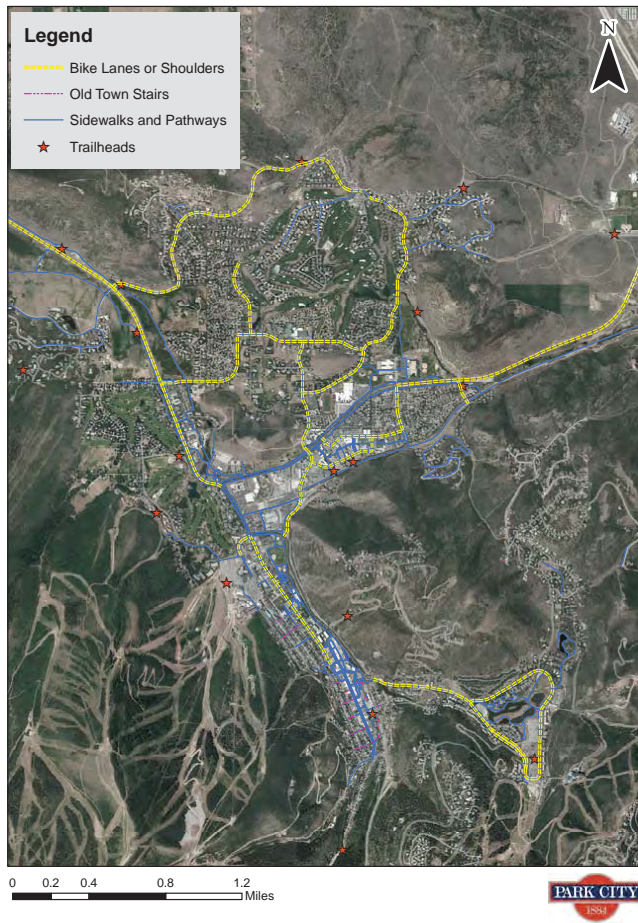 Legend
Bike Lanes or Shoulders
Old Town Stairs
Sidewalks and Pathways
Trailheads
N
0 0.2 0.4 0.8 1.2
Miles
PARK CITY
1884